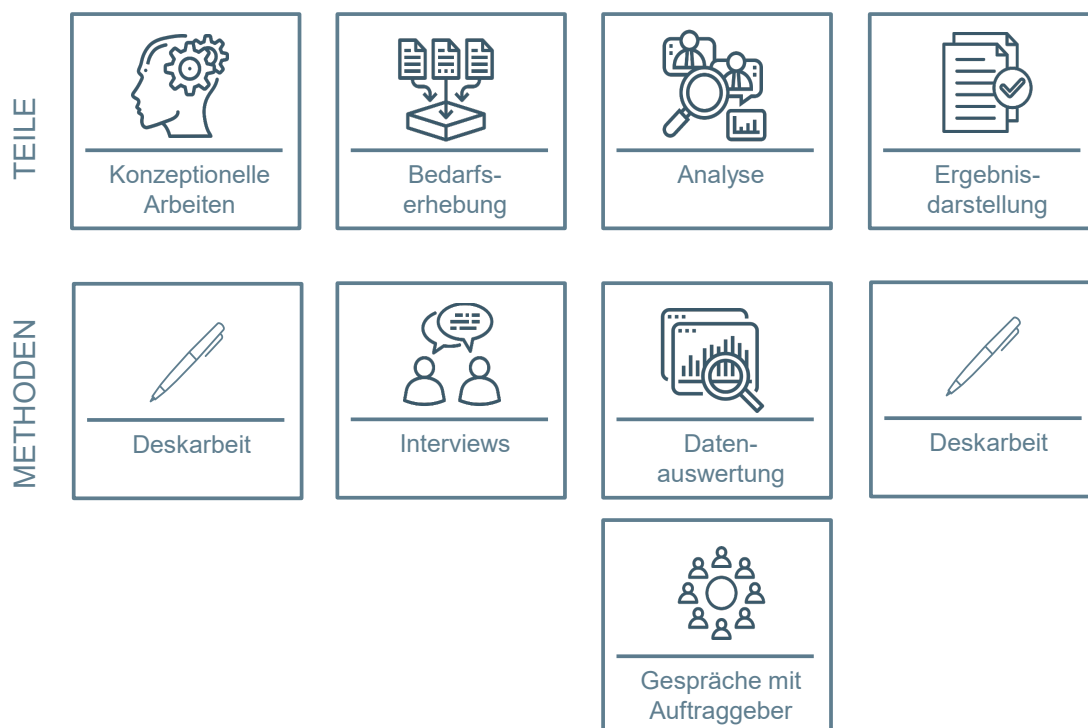 TEILE
Konzeptionelle
Arbeiten
Bedarfs-
erhebung
Analyse
Ergebnis-
darstellung
METHODEN
Deskarbeit
Interviews
Daten-
auswertung
Deskarbeit
Gespräche mit
Auftraggeber